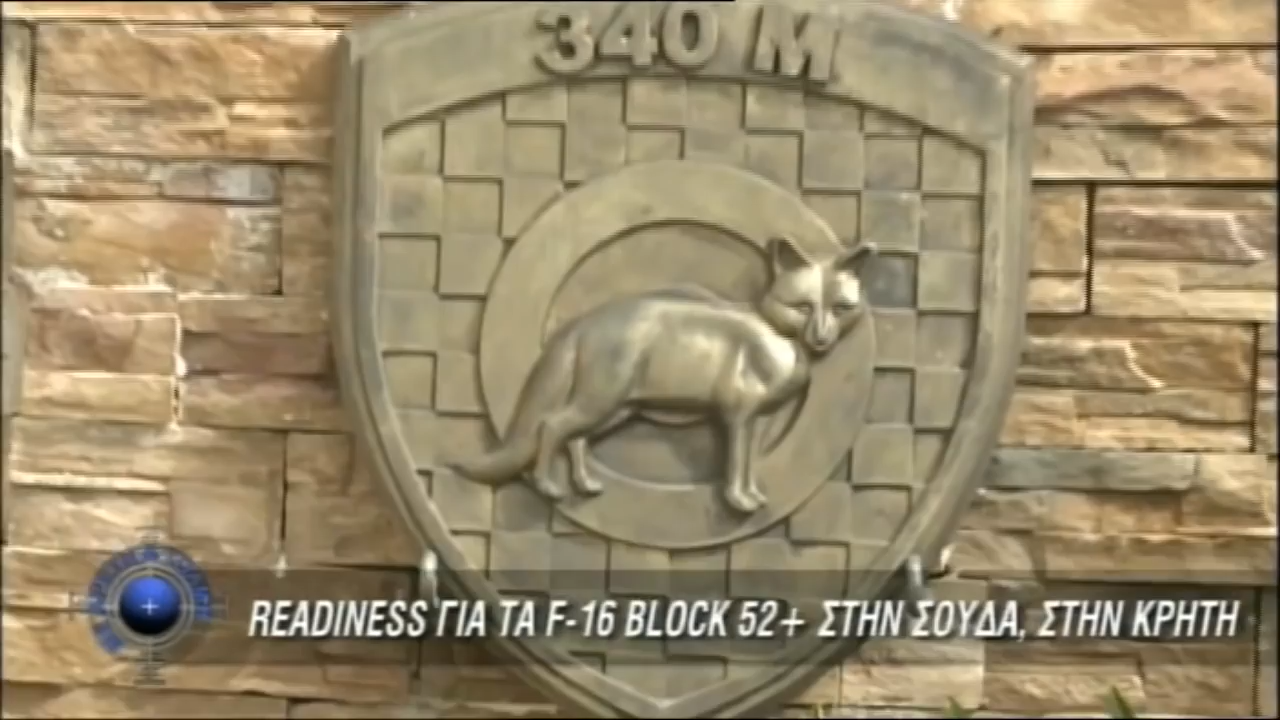 340 M
READINESS ΓΙΑ ΤΑ F-16 BLOCK 52+ ΣΤΗΝ ΣΟΥΔΑ, ΣΤΗΝ ΚΡΗΤΗ